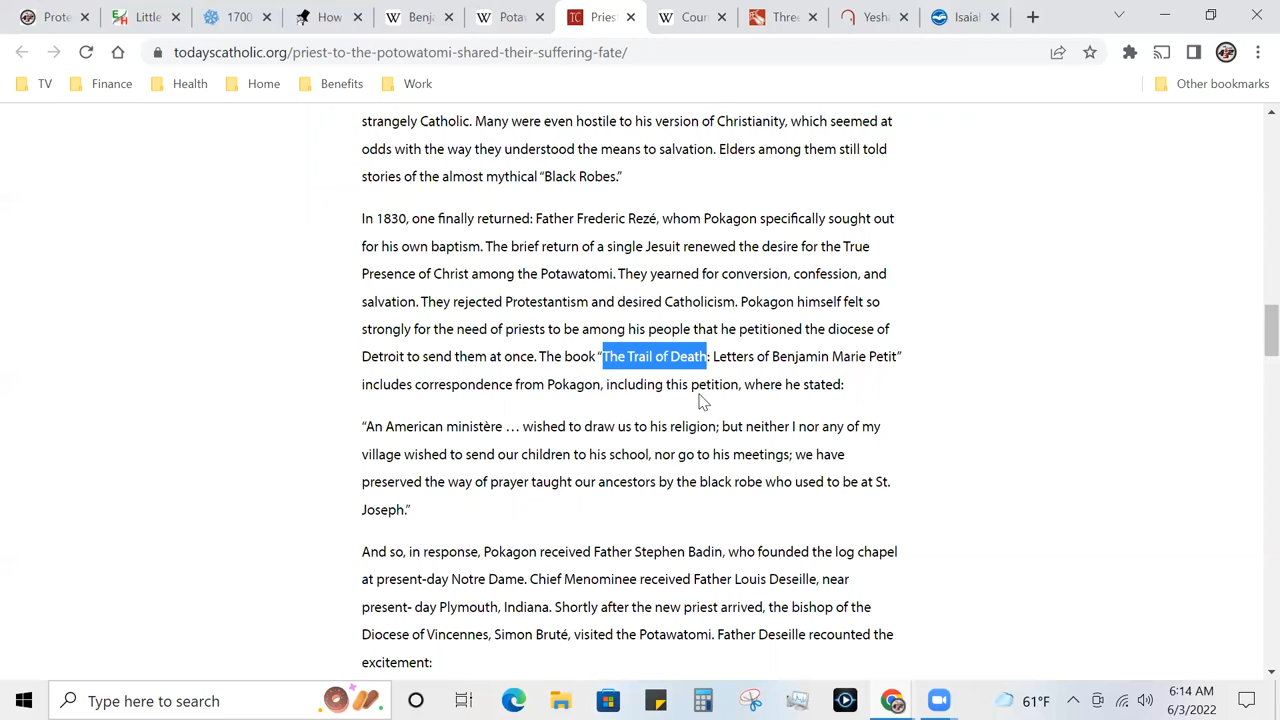 Prote
Little
1700
How
Benja
Potav
Pries
Coun
Three
Yesh
Isaiah
todayscatholic.org/priest-to-the-potowatomi-shared-their-suffering-fate/
TV
Finance
Health
Home
Benefits
Work
Other bookmarks
strangely Catholic. Many were even hostile to his version of Christianity, which seemed at
odds with the way they understood the means to salvation. Elders among them still told
stories of the almost mythical “Black Robes.”
In 1830, one finally returned: Father Frederic Rezé, whom Pokagon specifically sought out
for his own baptism. The brief return of a single Jesuit renewed the desire for the True
Presence of Christ among the Potawatomi. They yearned for conversion, confession, and
salvation. They rejected Protestantism and desired Catholicism. Pokagon himself felt so
strongly for the need of priests to be among his people that he petitioned the diocese of
Detroit to send them at once. The book “The Trail of Death: Letters of Benjamin Marie Petit”
includes correspondence from Pokagon, including this petition, where he stated:
“An American ministère … wished to draw us to his religion; but neither I nor any of my
village wished to send our children to his school, nor go to his meetings; we have
preserved the way of prayer taught our ancestors by the black robe who used to be at St.
Joseph.”
And so, in response, Pokagon received Father Stephen Badin, who founded the log chapel
at present-day Notre Dame. Chief Menominee received Father Louis Deseille, near
present- day Plymouth, Indiana. Shortly after the new priest arrived, the bishop of the
Diocese of Vincennes, Simon Bruté, visited the Potawatomi. Father Deseille recounted the
excitement:
Type here to search
61°F
6:14 AM
6/3/2022